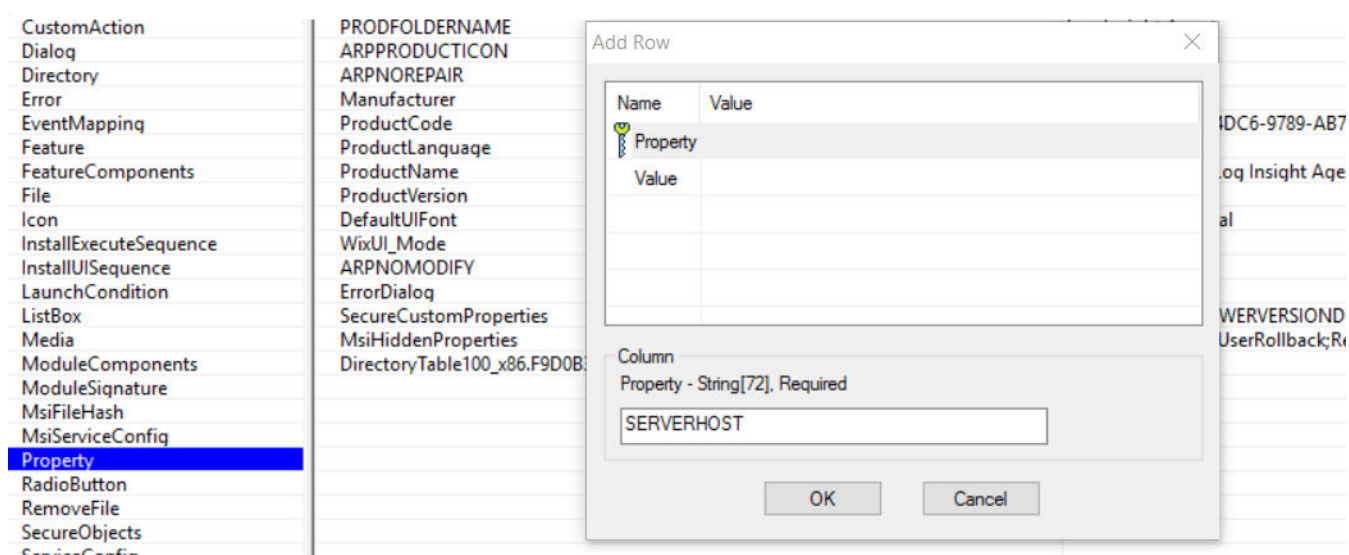 CustomAction
Dialog
Directory
Error
EventMapping
Feature
FeatureComponents
File
Icon
InstallExecuteSequence
InstallUISequence
LaunchCondition
ListBox
Media
ModuleComponents
ModuleSignature
MsiFileHash
MsiServiceConfig
Property
RadioButton
RemoveFile
SecureObjects
ServiceConfig
PRODFOLDERNAME
ARPPRODUCTICON
ARPNOREPAIR
Manufacturer
ProductCode
ProductLanguage
ProductName
ProductVersion
DefaultUIFont
WixUI_Mode
ARPNOMODIFY
ErrorDialog
SecureCustomProperties
MsiHiddenProperties
DirectoryTable100_x86.F9D0B
Add Row
Name Value
Property
Value
Column
Property - String[72], Required
SERVERHOST
OK Cancel
4DC6-9789-AB7
og Insight Age
al
WERVERSIOND
UserRollback;Re